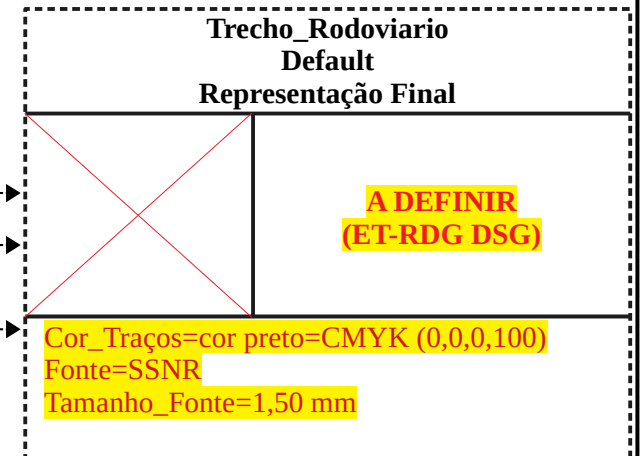 Trecho_Rodoviario
Default
Representação Final
A DEFINIR
(ET-RDG DSG)
Cor_Traços=cor preto=CMYK (0,0,0,100)
Fonte=SSNR
Tamanho_Fonte=1,50 mm